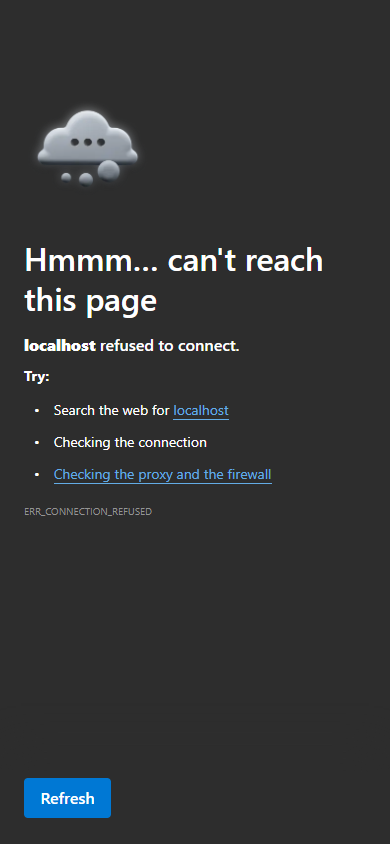 Hmmm... can't reach
this page
localhost refused to connect.
Try:
• Search the web for localhost
• Checking the connection
• Checking the proxy and the firewall
ERR_CONNECTION_REFUSED
Refresh